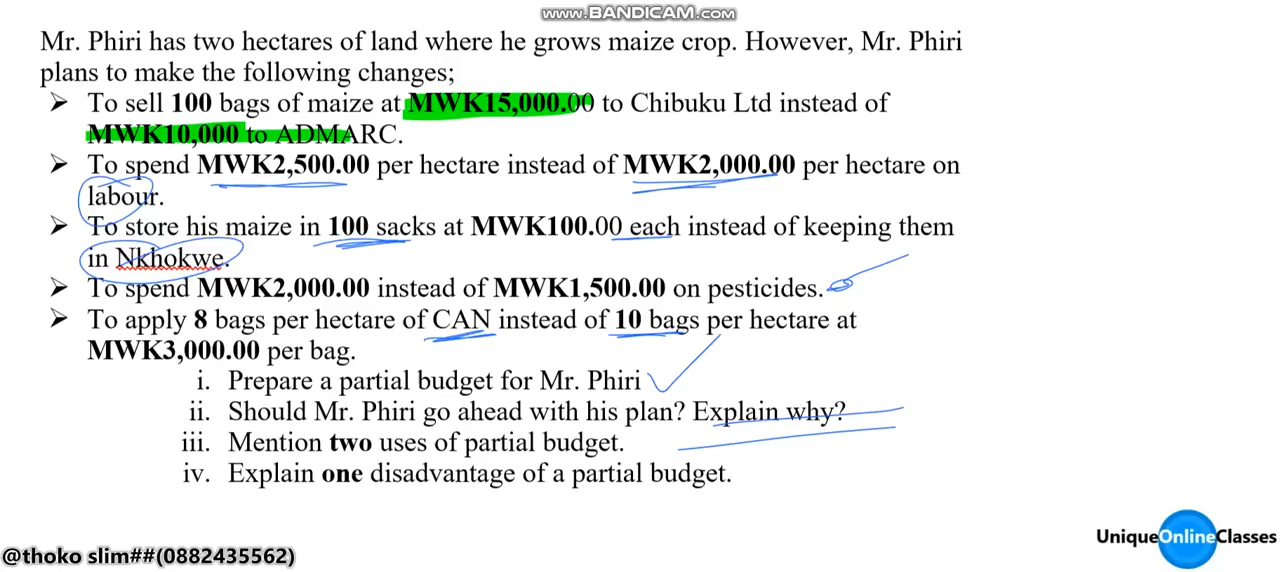 www.BANDICAM.com
Mr. Phiri has two hectares of land where he grows maize crop. However, Mr. Phiri
plans to make the following changes;
➢ To sell 100 bags of maize at MWK15,000.00 to Chibuku Ltd instead of
MWK10,000 to ADMARC.
➢ To spend MWK2,500.00 per hectare instead of MWK2,000.00 per hectare on
labour.
➢ To store his maize in 100 sacks at MWK100.00 each instead of keeping them
in Nkhokwe.
➢ To spend MWK2,000.00 instead of MWK1,500.00 on pesticides.
➢ To apply 8 bags per hectare of CAN instead of 10 bags per hectare at
MWK3,000.00 per bag.
i. Prepare a partial budget for Mr. Phiri
ii. Should Mr. Phiri go ahead with his plan? Explain why?
iii. Mention two uses of partial budget.
iv. Explain one disadvantage of a partial budget.
UniqueOnlineClasses
@thoko slim##(0882435562)